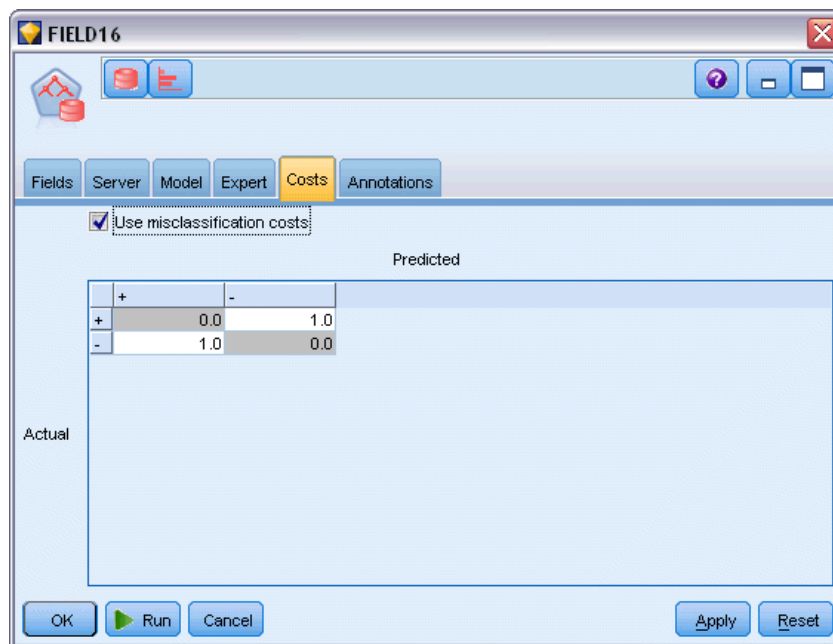 FIELD16
?
Fields Server Model Expert Costs Annotations
Use misclassification costs
Predicted
+ -
+ 0.0 1.0
- 1.0 0.0
Actual
OK Run Cancel Apply Reset